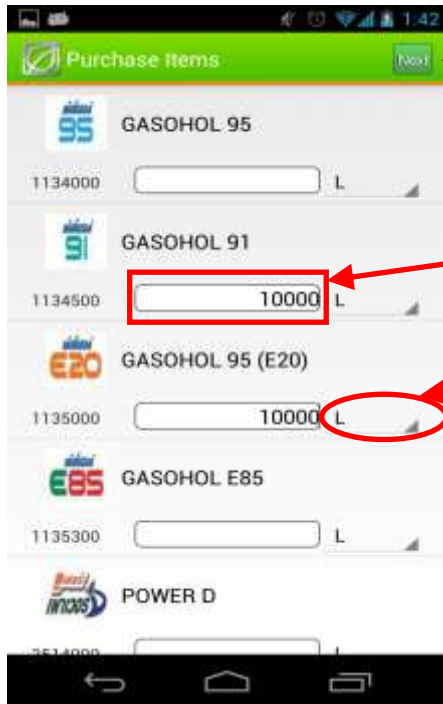 1:42
Purchase Items
Next
95
GASOHOL 95
1134000 L
91
GASOHOL 91
1134500 10000 L
E20
GASOHOL 95 (E20)
1135000 10000 L
E85
GASOHOL E85
1135300 L
POWER D
L